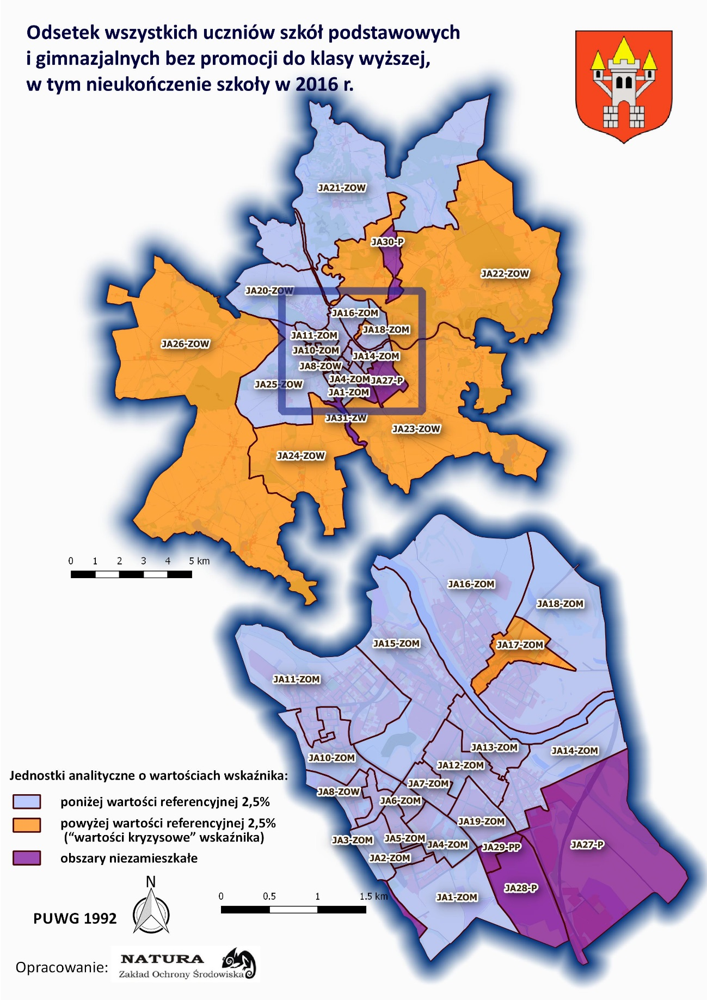 Odsetek wszystkich uczniów szkół podstawowych
i gimnazjalnych bez promocji do klasy wyższej,
w tym nieukończenie szkoły w 2016 r.
JA21-ZOW
JA30-P
JA22-ZOW
JA20-ZOW
JA16-ZOM
JA18-ZOM
JA11-ZOM
JA26-ZOW
JA10-ZOM
JA14-ZOM
JA8-ZOW
JA4-ZOM
JA27-P
JA25-ZOW
JA1-ZOM
JA31-ZW
JA23-ZOW
JA24-ZOW
0 1 2 3 4 5 km
JA16-ZOM
JA18-ZOM
JA15-ZOM
JA17-ZOM
JA11-ZOM
JA13-ZOM
JA14-ZOM
JA10-ZOM
JA12-ZOM
JA7-ZOM
JA8-ZOW
JA6-ZOM
JA19-ZOM
JA3-ZOM
JA5-ZOM
JA4-ZOM
JA29-PP
JA27-P
JA2-ZOM
JA28-P
JA1-ZOM
Jednostki analityczne o wartościach wskaźnika:
poniżej wartości referencyjnej 2,5%
powyżej wartości referencyjnej 2,5%
(“wartości kryzysowe” wskaźnika)
obszary niezamieszkałe
N
0 0.5 1 1.5 km
PUWG 1992
Opracowanie:
NATURA
Zakład Ochrony Środowiska